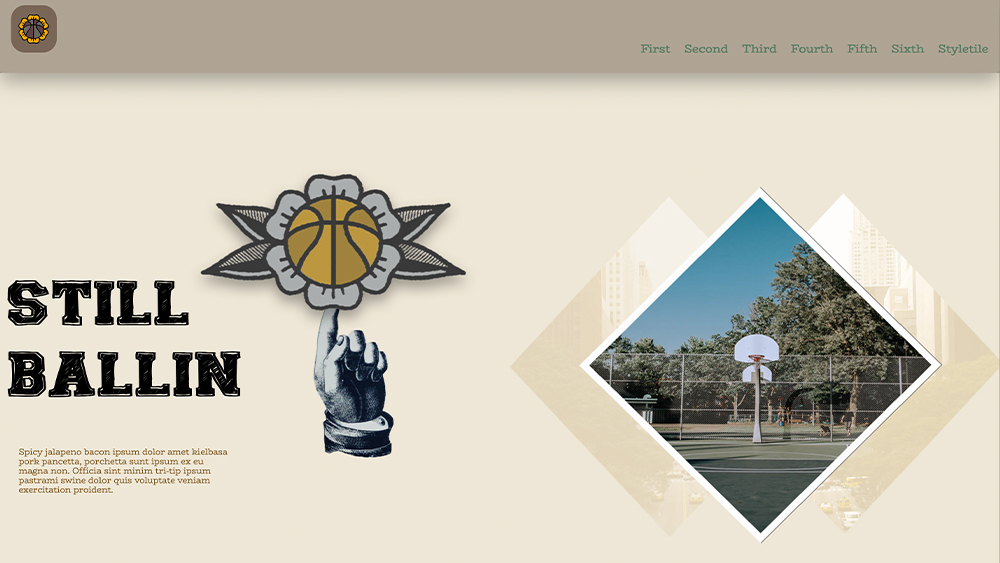 First Second Third Fourth Fifth Sixth Styletile
STILL
BALLIN
Spicy jalapeno bacon ipsum dolor amet kielbasa
pork pancetta, porchetta sunt ipsum ex eu
magna non. Officia sint minim tri-tip ipsum
pastrami swine dolor quis voluptate veniam
exercitation proident.